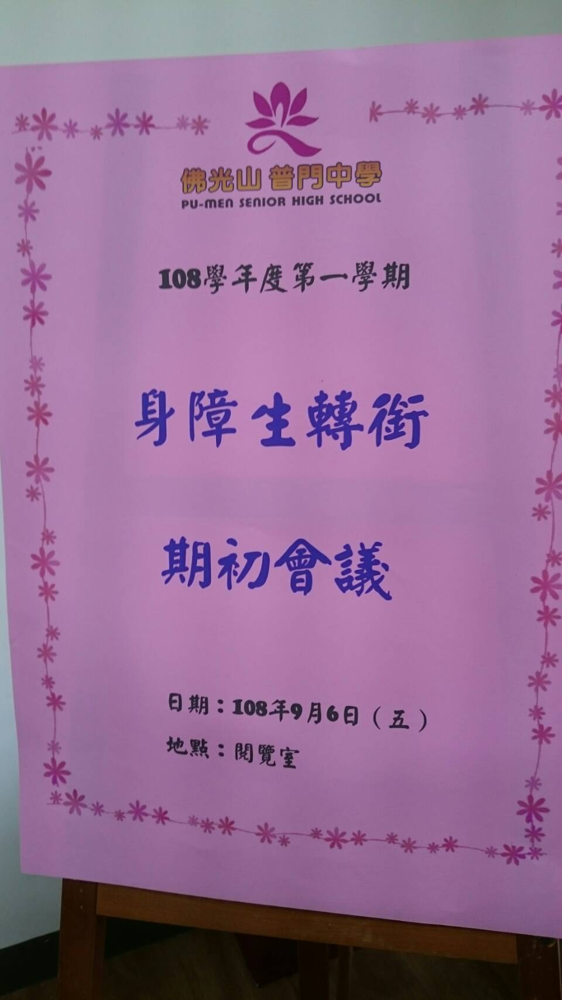 佛光山 普門中學
PU-MEN SENIOR HIGH SCHOOL
108學年度第一學期
身障生轉銜
期初會議
日期：108年9月6日（五）
地點：閱覽室